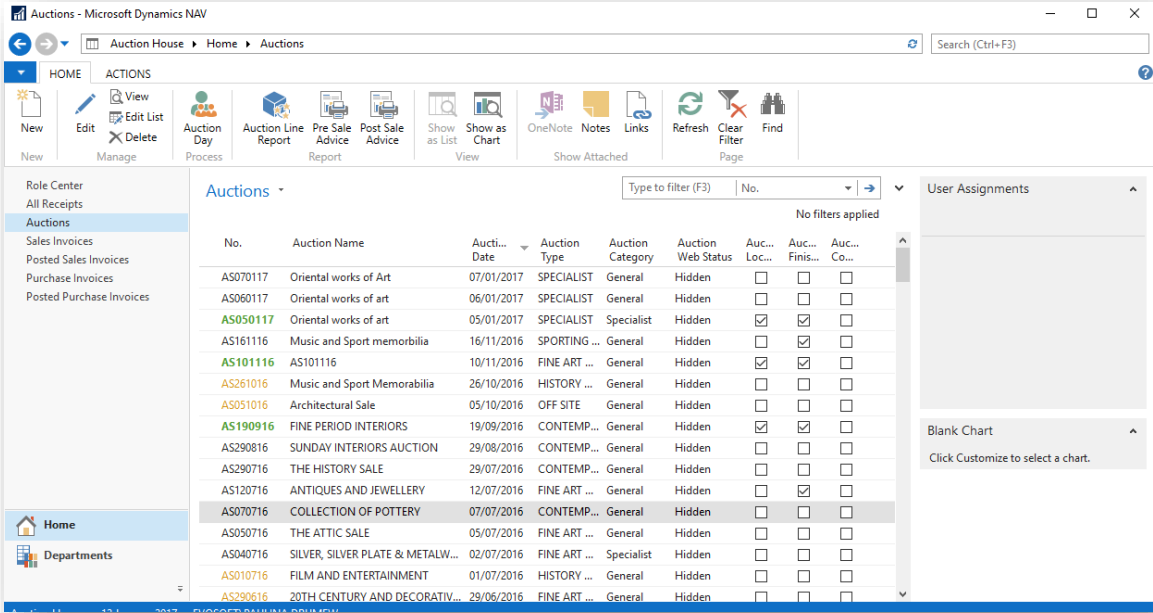 Auctions - Microsoft Dynamics NAV
Auction House Home Auctions Search (Ctrl+F3)
HOME ACTIONS
New Edit View Edit List Delete Auction Day Auction Line Report Pre Sale Advice Post Sale Advice Show as List Show as Chart OneNote Notes Links Refresh Clear Filter Find
New Manage Process Report View Show Attached Page
Role Center
All Receipts
Auctions
Sales Invoices
Posted Sales Invoices
Purchase Invoices
Posted Purchase Invoices
Home
Departments
Auctions Type to filter (F3) No.
No filters applied
No. Auction Name Aucti... Date Auction Type Auction Category Auction Web Status Auc... Loc... Auc... Finis... Auc... Co...
AS070117 Oriental works of Art 07/01/2017 SPECIALIST General Hidden
AS060117 Oriental works of art 06/01/2017 SPECIALIST General Hidden
AS050117 Oriental works of art 05/01/2017 SPECIALIST Specialist Hidden
AS161116 Music and Sport memorbilia 16/11/2016 SPORTING ... General Hidden
AS101116 AS101116 10/11/2016 FINE ART ... General Hidden
AS261016 Music and Sport Memorabilia 26/10/2016 HISTORY ... General Hidden
AS051016 Architectural Sale 05/10/2016 OFF SITE General Hidden
AS190916 FINE PERIOD INTERIORS 19/09/2016 CONTEMP... General Hidden
AS290816 SUNDAY INTERIORS AUCTION 29/08/2016 CONTEMP... General Hidden
AS290716 THE HISTORY SALE 29/07/2016 CONTEMP... General Hidden
AS120716 ANTIQUES AND JEWELLERY 12/07/2016 FINE ART ... General Hidden
AS070716 COLLECTION OF POTTERY 07/07/2016 CONTEMP... General Hidden
AS050716 THE ATTIC SALE 05/07/2016 FINE ART ... General Hidden
AS040716 SILVER, SILVER PLATE & METALW... 02/07/2016 FINE ART ... Specialist Hidden
AS010716 FILM AND ENTERTAINMENT 01/07/2016 HISTORY ... General Hidden
AS290616 20TH CENTURY AND DECORATIV... 29/06/2016 FINE ART ... General Hidden
User Assignments
Blank Chart
Click Customize to select a chart.